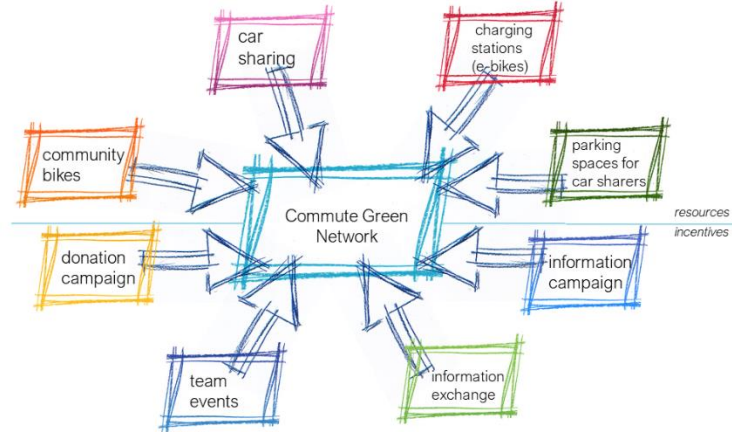 car
sharing
charging
stations
(e-bikes)
community
bikes
parking
spaces for
car sharers
Commute Green
Network
resources
incentives
donation
campaign
information
campaign
team
events
information
exchange